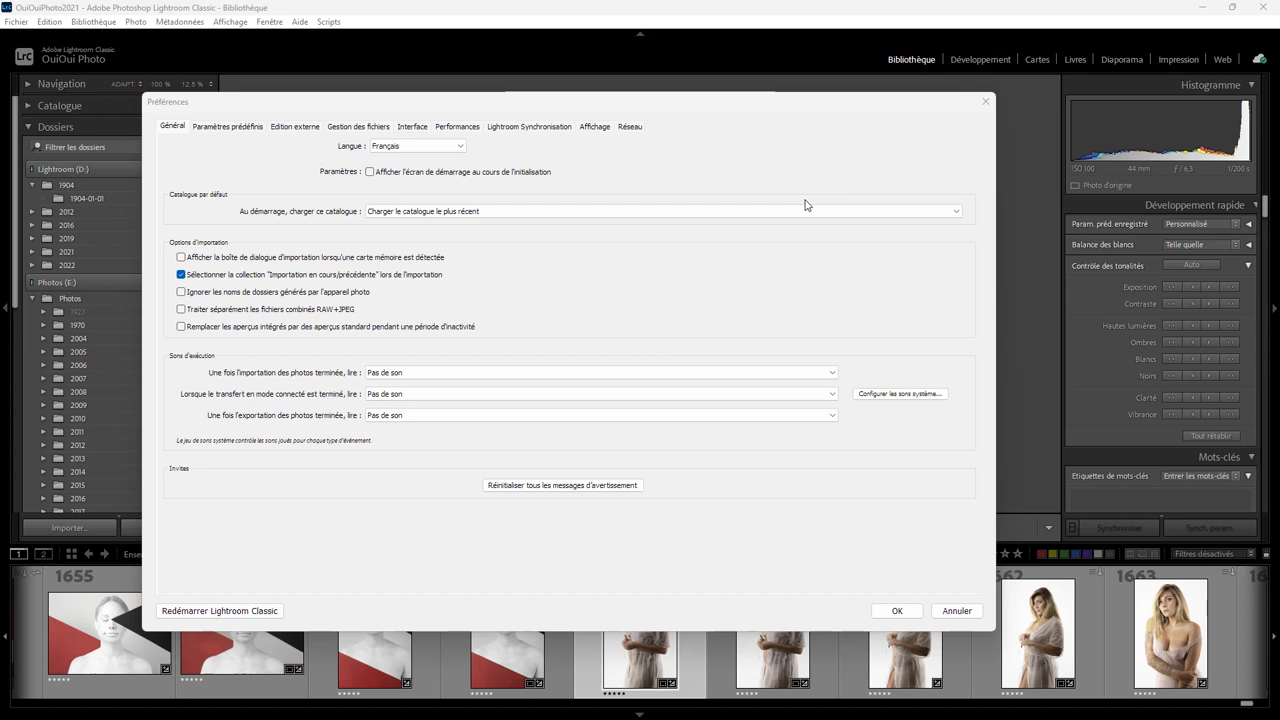 OuiOuiPhoto2021 - Adobe Photoshop Lightroom Classic - Bibliothèque
Fichier Edition Bibliothèque Photo Métadonnées Affichage Fenêtre Aide Scripts
Lrc
Adobe Lightroom Classic
OuiOui Photo
Bibliothèque | Développement | Cartes | Livres | Diaporama | Impression | Web
Navigation ADAPT. 100 % 12,5 %
Catalogue
Dossiers
Filtrer les dossiers
Lightroom (D:)
1904
1904-01-01
2012
2016
2019
2021
2022
Photos (E:)
Photos
1923
1970
2004
2005
2006
2007
2008
2009
2010
2011
2012
2013
2014
2015
2016
2017
Importer...
Préférences
Général Paramètres prédéfinis Edition externe Gestion des fichiers Interface Performances Lightroom Synchronisation Affichage Réseau
Langue : Français
Paramètres : Afficher l'écran de démarrage au cours de l'initialisation
Catalogue par défaut
Au démarrage, charger ce catalogue : Charger le catalogue le plus récent
Options d'importation
Afficher la boîte de dialogue d'importation lorsqu'une carte mémoire est détectée
Sélectionner la collection "Importation en cours/précédente" lors de l'importation
Ignorer les noms de dossiers générés par l'appareil photo
Traiter séparément les fichiers combinés RAW+JPEG
Remplacer les aperçus intégrés par des aperçus standard pendant une période d'inactivité
Sons d'exécution
Une fois l'importation des photos terminée, lire : Pas de son
Lorsque le transfert en mode connecté est terminé, lire : Pas de son
Configurer les sons système...
Une fois l'exportation des photos terminée, lire : Pas de son
Le jeu de sons système contrôle les sons joués pour chaque type d'événement.
Invites
Réinitialiser tous les messages d'avertissement
Redémarrer Lightroom Classic
OK
Annuler
Histogramme
ISO 100 44 mm ƒ / 6,3 1/200 s
Photo d'origine
Développement rapide
Param. préd. enregistré Personnalisé
Balance des blancs Telle quelle
Contrôle des tonalités Auto
Exposition
Contraste
Hautes lumières
Ombres
Blancs
Noirs
Clarté
Vibrance
Tout rétablir
Mots-clés
Etiquettes de mots-clés Entrer les mots-clés
Synchroniser Synch. param.
1 2
Filtres désactivés
1655
1663